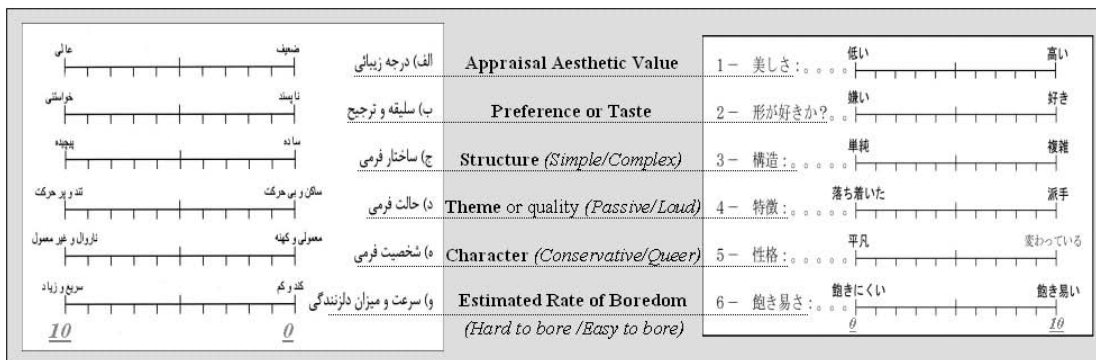 الف) درجه زیبائی ضعیف عالی
Appraisal Aesthetic Value
1－ 美しさ：。。。。 低い 高い
ب) سلیقه و ترجیح ناپسند خواستنی
Preference or Taste
2－ 形が好きか？。。 嫌い 好き
ج) ساختار فرمی ساده پیچیده
Structure (Simple/Complex)
3－ 構造：。。。。。 単純 複雑
د) حالت فرمی ساکن و بی حرکت تند و پر حرکت
Theme or quality (Passive/Loud)
4－ 特徴：。。。。。 落ち着いた 派手
ه) شخصیت فرمی معمولی و کهنه ناروال و غیر معمول
Character (Conservative/Queer)
5－ 性格：。。。。。 平凡 変わっている
و) سرعت و میزان دلزنندگی کند و کم سریع و زیاد
Estimated Rate of Boredom
(Hard to bore /Easy to bore)
6－ 飽き易さ：。。。 飽きにくい 飽き易い
10 0
0 10